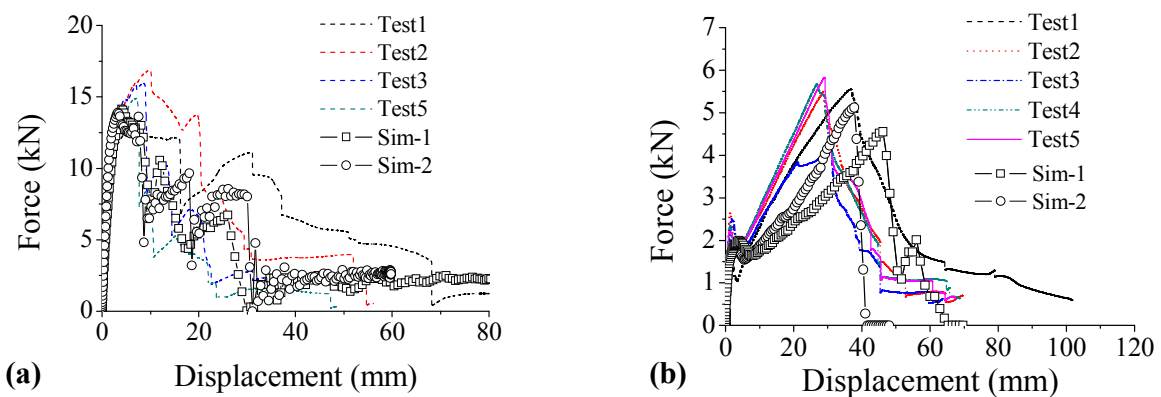 20
15
10
5
0
0 20 40 60 80
Force (kN)
Displacement (mm)
Test1
Test2
Test3
Test5
Sim-1
Sim-2
(a)
7
6
5
4
3
2
1
0
0 20 40 60 80 100 120
Force (kN)
Displacement (mm)
Test1
Test2
Test3
Test4
Test5
Sim-1
Sim-2
(b)